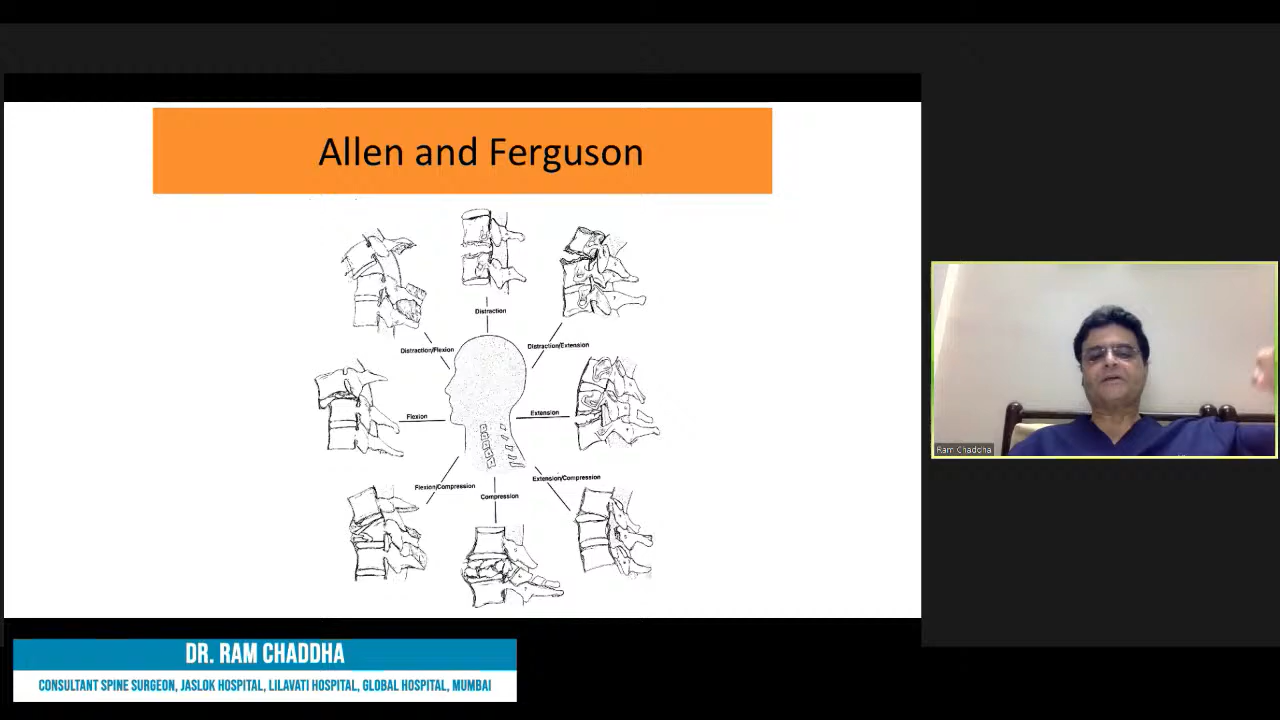 Allen and Ferguson
Distraction
Distraction/Flexion
Distraction/Extension
Flexion
Extension
Flexion/Compression
Extension/Compression
Compression
Ram Chaddha
DR. RAM CHADDHA
CONSULTANT SPINE SURGEON, JASLOK HOSPITAL, LILAVATI HOSPITAL, GLOBAL HOSPITAL, MUMBAI